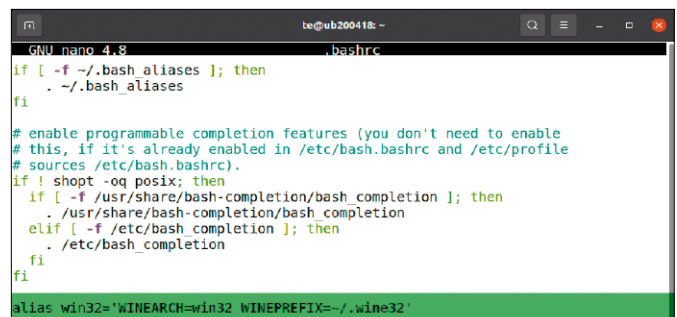 te@ub200418: ~
GNU nano 4.8 .bashrc
if [ -f ~/.bash_aliases ]; then
    . ~/.bash_aliases
fi

# enable programmable completion features (you don't need to enable
# this, if it's already enabled in /etc/bash.bashrc and /etc/profile
# sources /etc/bash.bashrc).
if ! shopt -oq posix; then
  if [ -f /usr/share/bash-completion/bash_completion ]; then
    . /usr/share/bash-completion/bash_completion
  elif [ -f /etc/bash_completion ]; then
    . /etc/bash_completion
  fi
fi

alias win32='WINEARCH=win32 WINEPREFIX=~/.wine32'